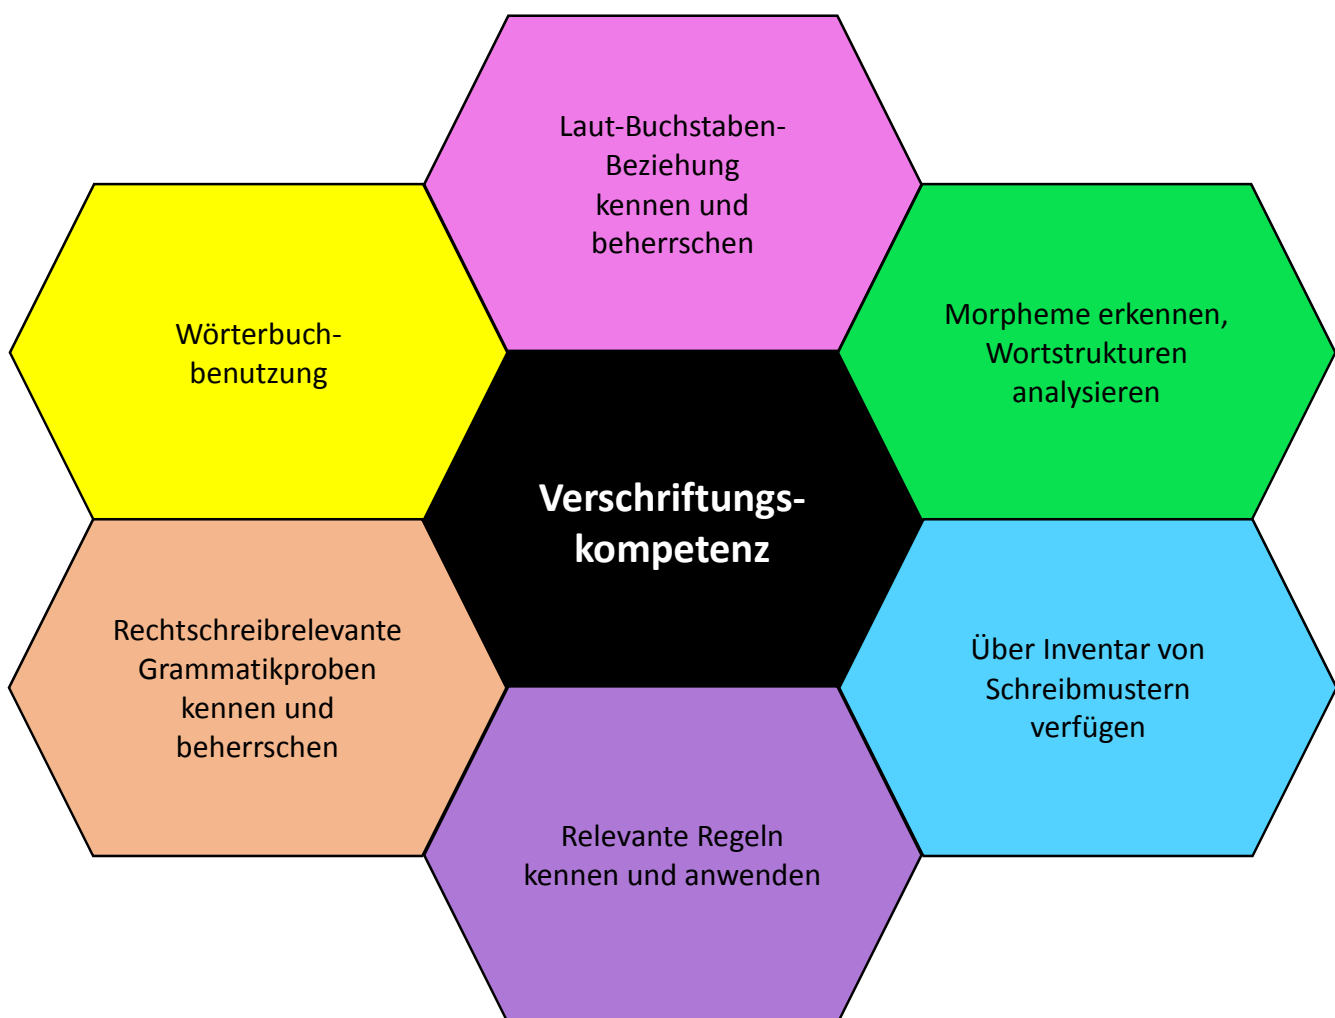 Laut-Buchstaben-
Beziehung
kennen und
beherrschen
Morpheme erkennen,
Wortstrukturen
analysieren
Wörterbuch-
benutzung
Verschriftungs-
kompetenz
Rechtschreibrelevante
Grammatikproben
kennen und
beherrschen
Über Inventar von
Schreibmustern
verfügen
Relevante Regeln
kennen und anwenden